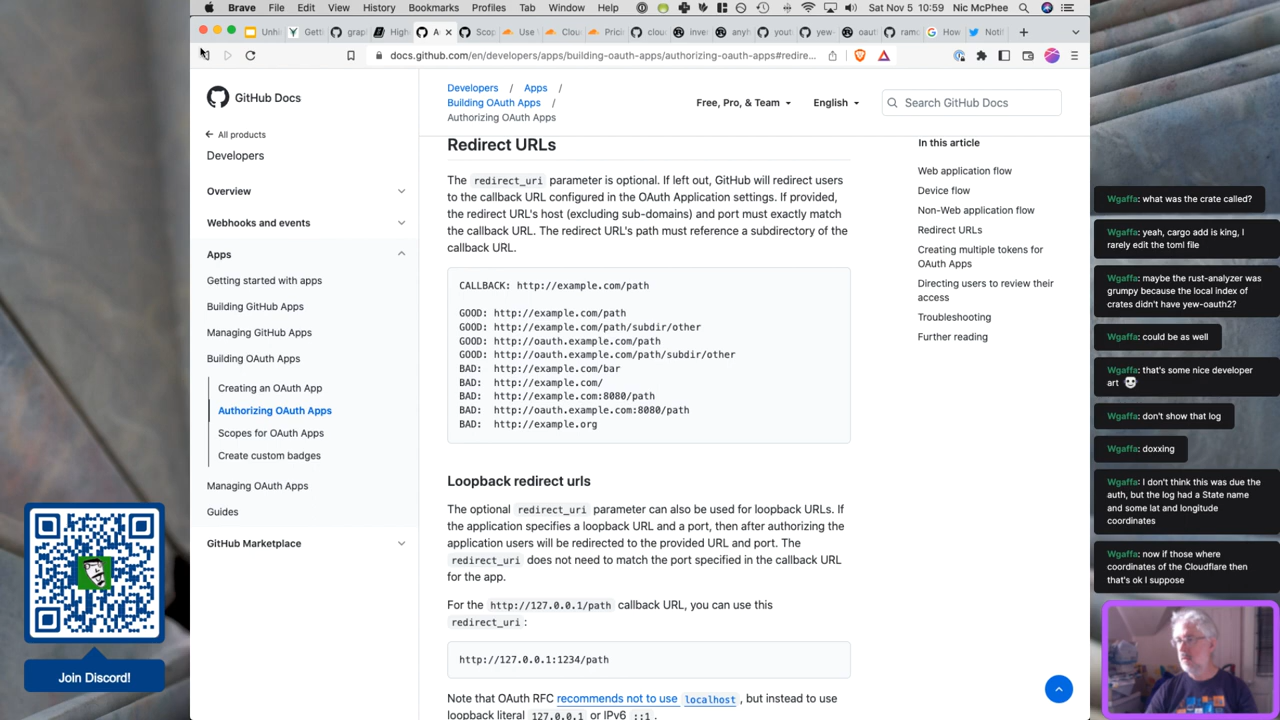 Brave File Edit View History Bookmarks Profiles Tab Window Help Sat Nov 5 10:59 Nic McPhee
Unhi Gett grap High A Scop Use Clou Pricin clou inve anyh yout yew- oaut ramo How Noti
docs.github.com/en/developers/apps/building-oauth-apps/authorizing-oauth-apps#redire...
GitHub Docs
All products
Developers
Overview
Webhooks and events
Apps
Getting started with apps
Building GitHub Apps
Managing GitHub Apps
Building OAuth Apps
Creating an OAuth App
Authorizing OAuth Apps
Scopes for OAuth Apps
Create custom badges
Managing OAuth Apps
Guides
GitHub Marketplace
Developers / Apps /
Building OAuth Apps /
Authorizing OAuth Apps
Free, Pro, & Team English Search GitHub Docs
Redirect URLs
The redirect_uri parameter is optional. If left out, GitHub will redirect users
to the callback URL configured in the OAuth Application settings. If provided,
the redirect URL's host (excluding sub-domains) and port must exactly match
the callback URL. The redirect URL's path must reference a subdirectory of the
callback URL.
CALLBACK: http://example.com/path
GOOD: http://example.com/path
GOOD: http://example.com/path/subdir/other
GOOD: http://oauth.example.com/path
GOOD: http://oauth.example.com/path/subdir/other
BAD: http://example.com/bar
BAD: http://example.com/
BAD: http://example.com:8080/path
BAD: http://oauth.example.com:8080/path
BAD: http://example.org
Loopback redirect urls
The optional redirect_uri parameter can also be used for loopback URLs. If
the application specifies a loopback URL and a port, then after authorizing the
application users will be redirected to the provided URL and port. The
redirect_uri does not need to match the port specified in the callback URL
for the app.
For the http://127.0.0.1/path callback URL, you can use this
redirect_uri :
http://127.0.0.1:1234/path
Note that OAuth RFC recommends not to use localhost , but instead to use
loopback literal 127.0.0.1 or IPv6 ::1 .
In this article
Web application flow
Device flow
Non-Web application flow
Redirect URLs
Creating multiple tokens for
OAuth Apps
Directing users to review their
access
Troubleshooting
Further reading
Wgaffa: what was the crate called?
Wgaffa: yeah, cargo add is king, I
rarely edit the toml file
Wgaffa: maybe the rust-analyzer was
grumpy because the local index of
crates didn't have yew-oauth2?
Wgaffa: could be as well
Wgaffa: that's some nice developer
art
Wgaffa: don't show that log
Wgaffa: doxxing
Wgaffa: I don't think this was due the
auth, but the log had a State name
and some lat and longitude
coordinates
Wgaffa: now if those where
coordinates of the Cloudflare then
that's ok I suppose
Join Discord!